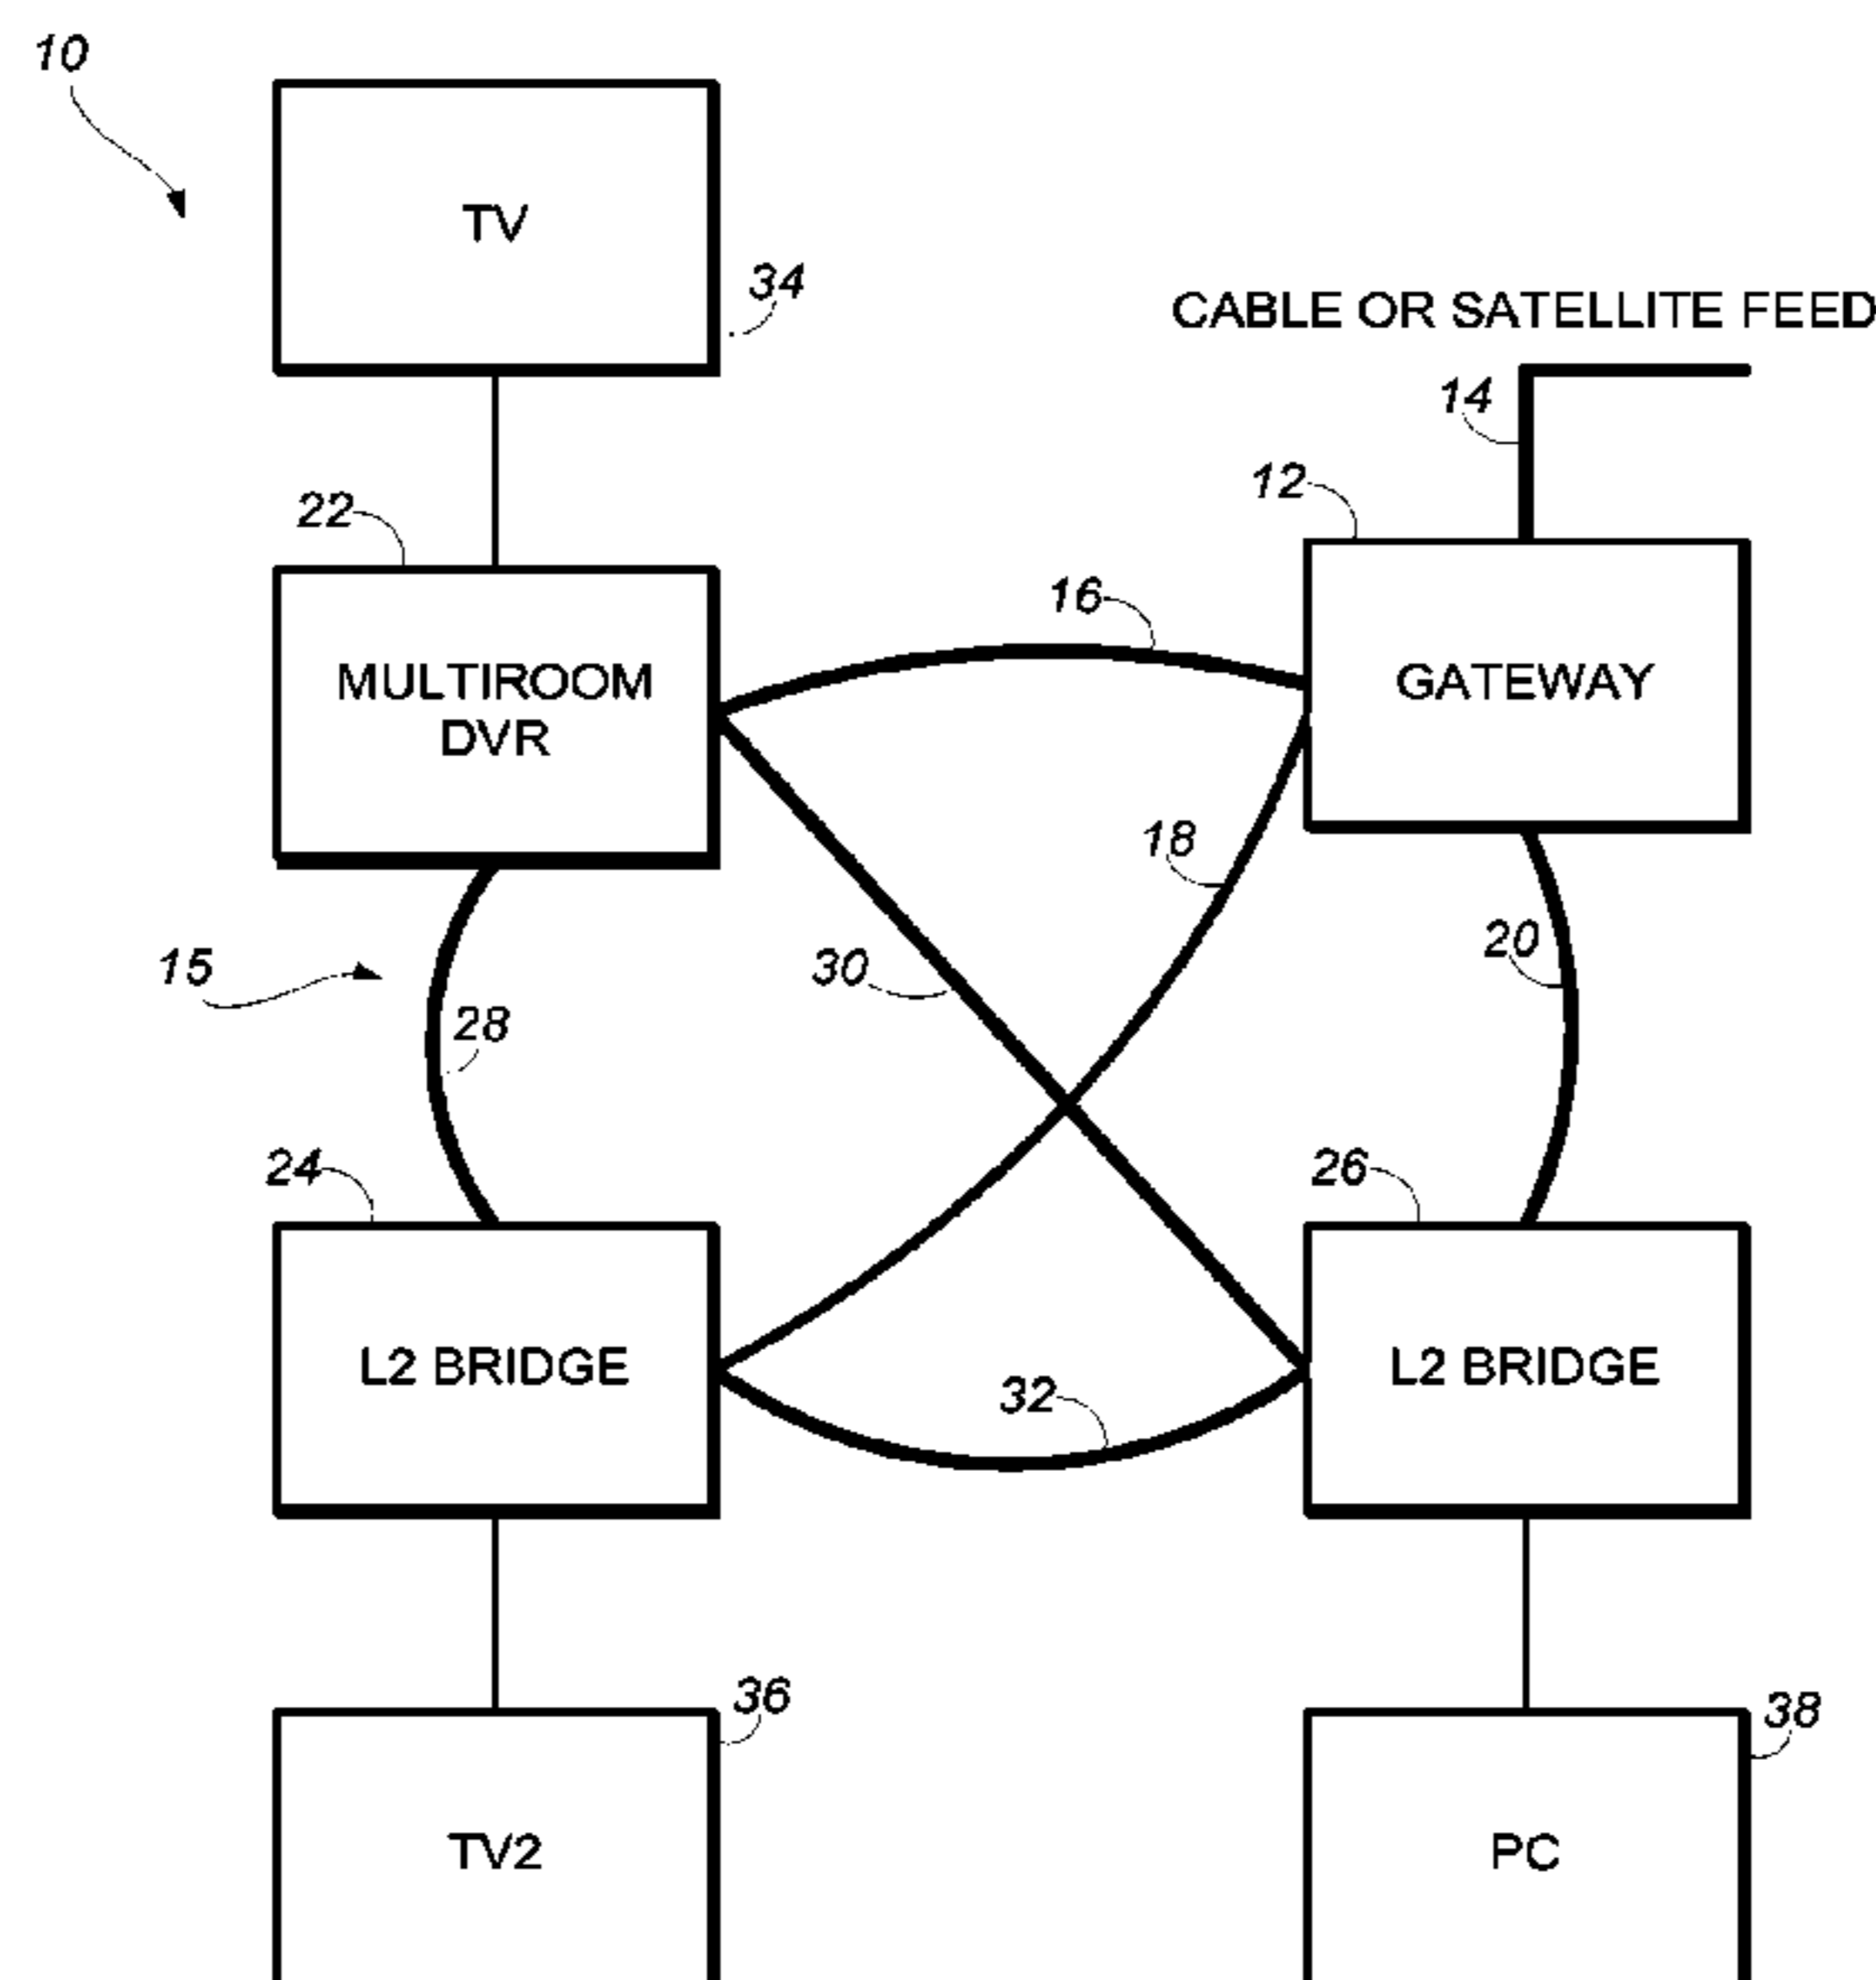 10
TV
34
CABLE OR SATELLITE FEED
14
12
22
16
MULTIROOM
DVR
GATEWAY
18
20
30
15
28
24
26
L2 BRIDGE
L2 BRIDGE
32
36
38
TV2
PC